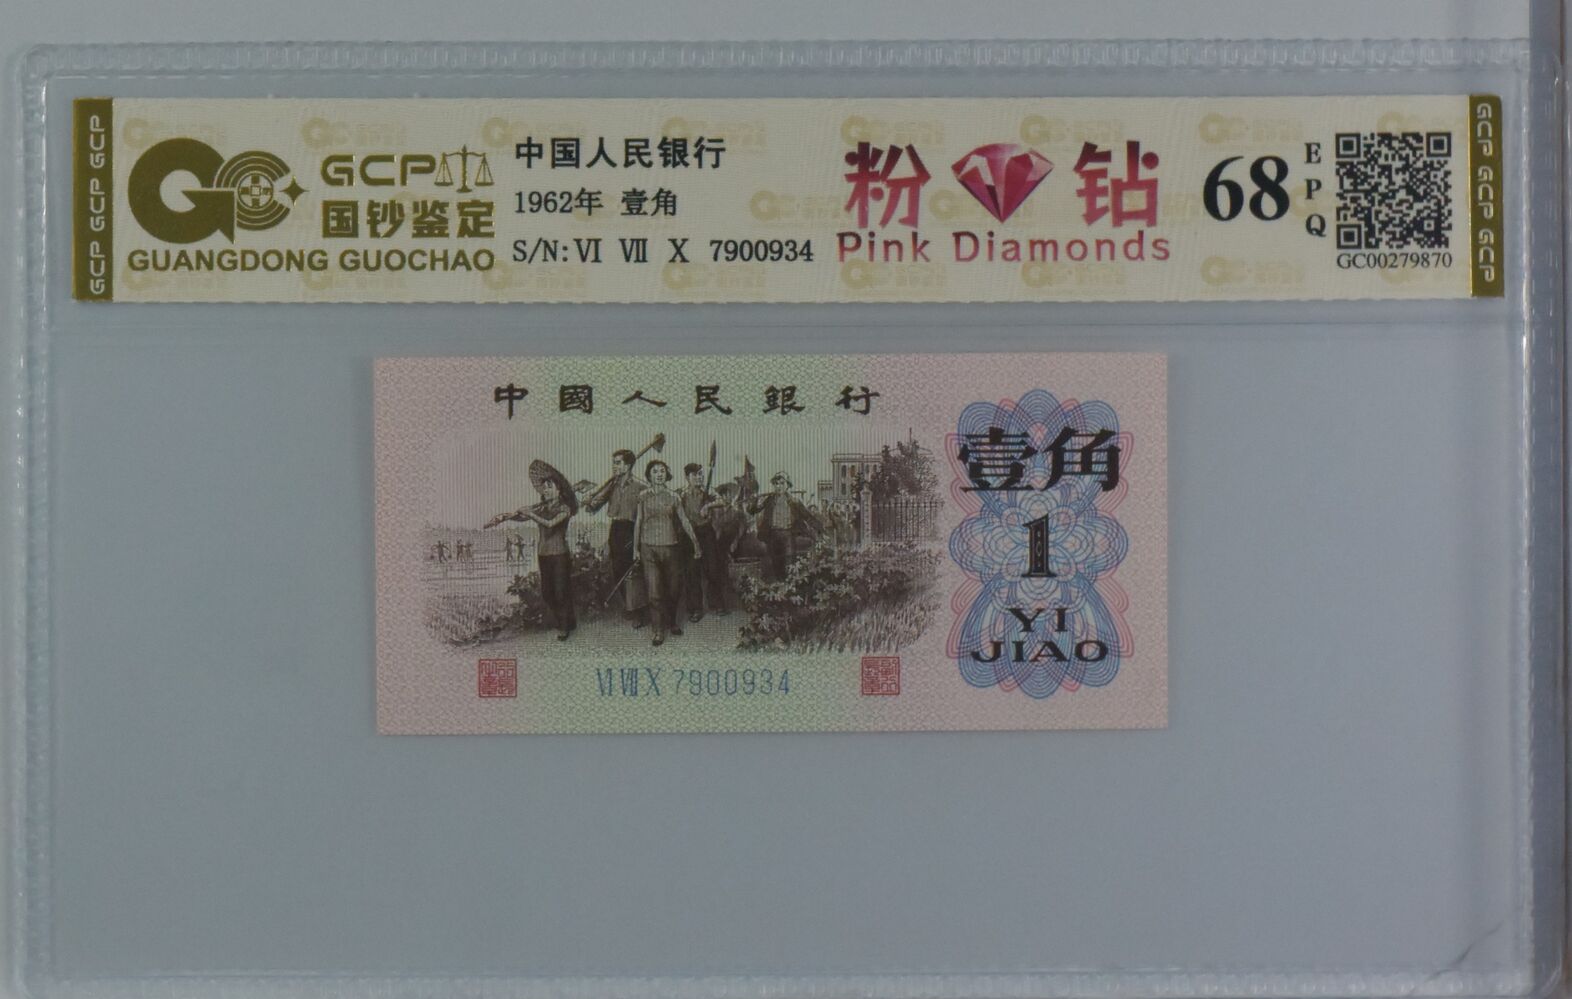 GCP GCP GCP
GCP
国钞鉴定
GUANGDONG GUOCHAO
中国人民银行
1962年 壹角
S/N: VI VII X 7900934
粉钻
Pink Diamonds
68
EPQ
GC00279870
GCP GCP GCP
中國人民銀行
壹角
1
YI
JIAO
VI VII X 7900934